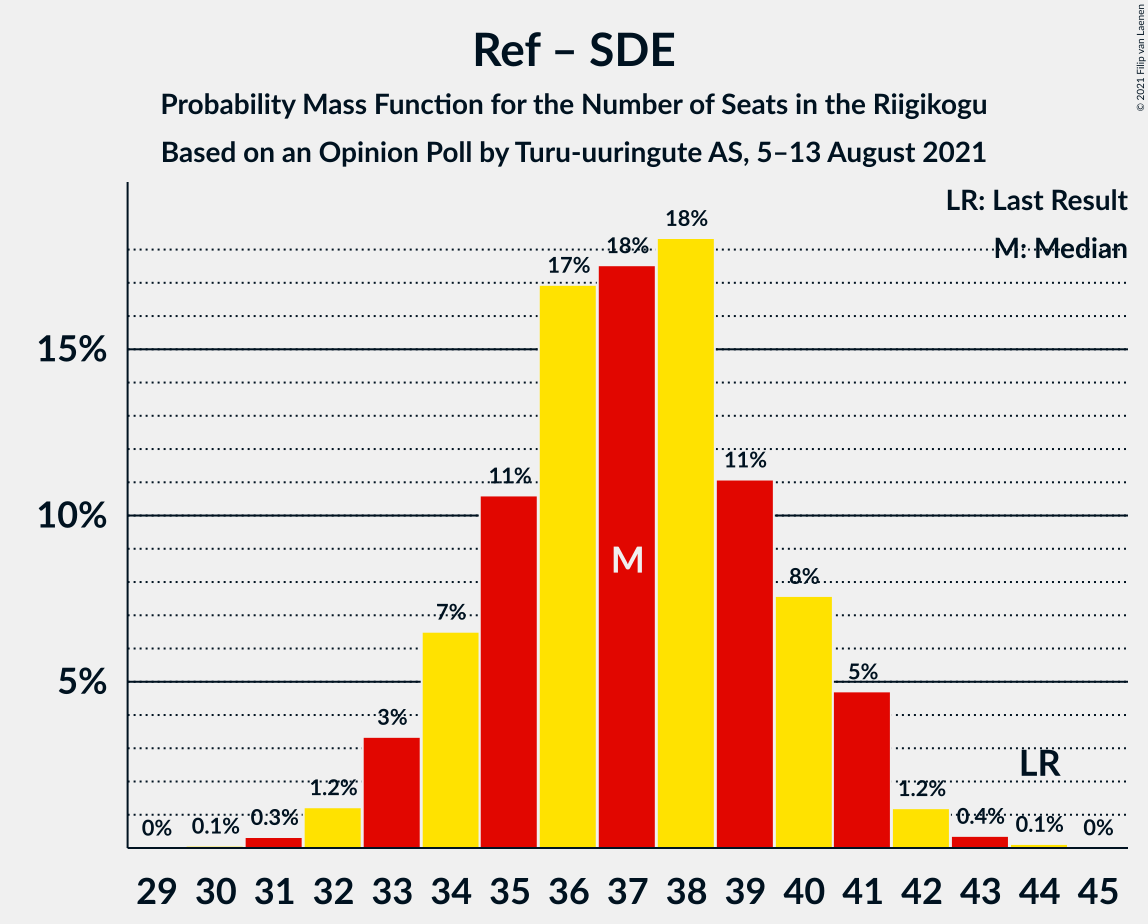 Ref – SDE
Probability Mass Function for the Number of Seats in the Riigikogu
Based on an Opinion Poll by Turu-uuringute AS, 5–13 August 2021
© 2021 Filip van Laenen
LR: Last Result
M: Median
15%
10%
5%
0%
0.1%
0.3%
1.2%
3%
7%
11%
17%
18%
18%
11%
8%
5%
1.2%
0.4%
0.1%
0%
M
LR
29 30 31 32 33 34 35 36 37 38 39 40 41 42 43 44 45